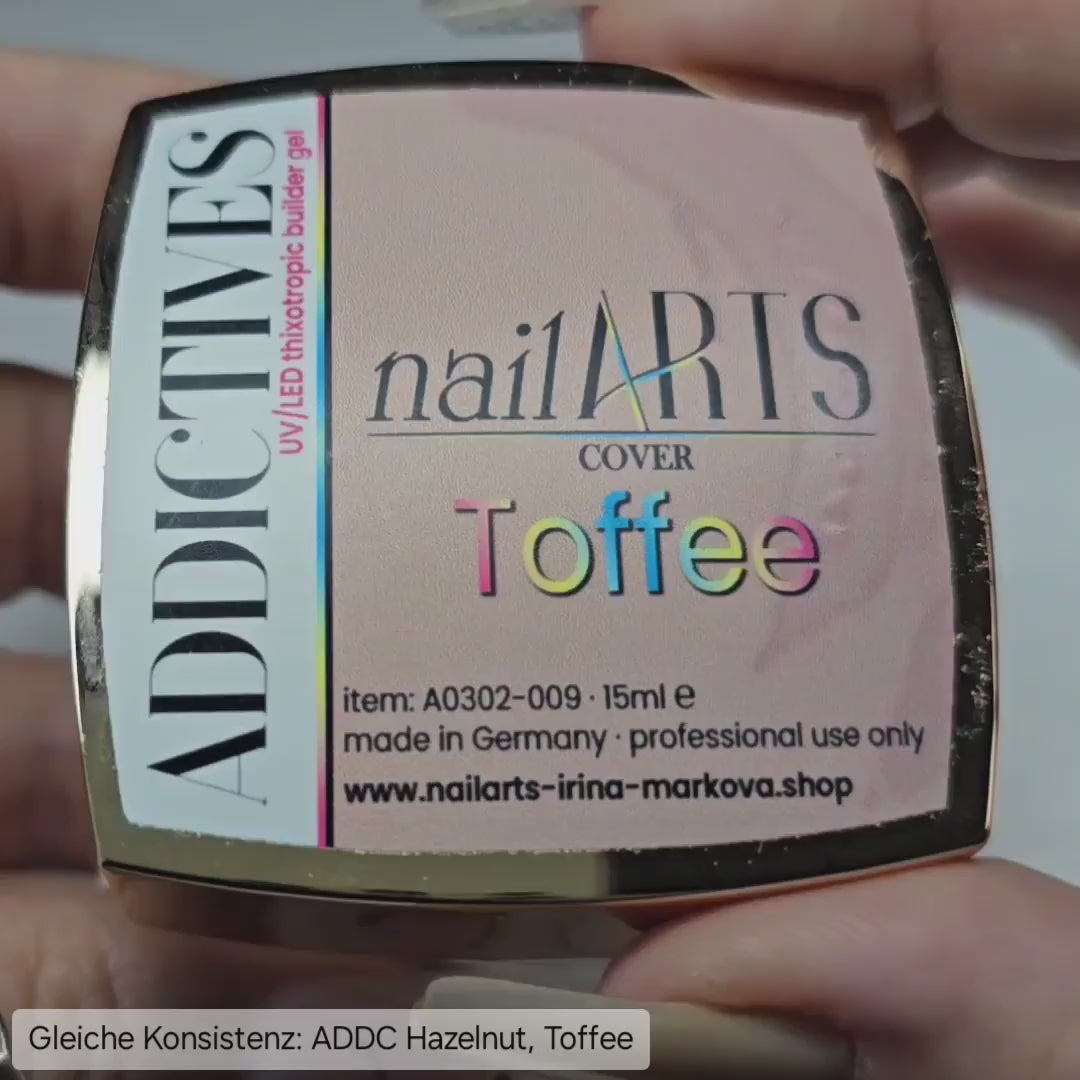 ADDICTIVES
UV/LED thixotropic builder gel
nailARTS
COVER
Toffee
item: A0302-009 · 15ml e
made in Germany · professional use only
www.nailarts-irina-markova.shop
Gleiche Konsistenz: ADDC Hazelnut, Toffee